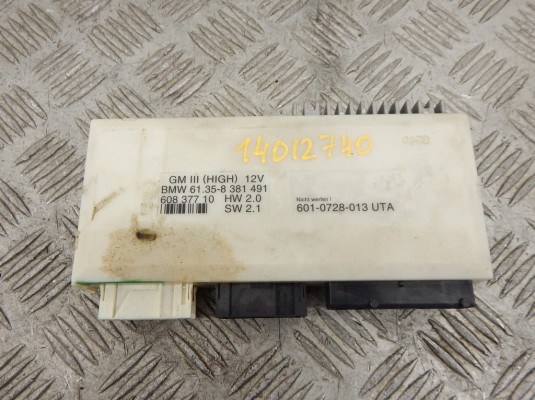 14012740
GM III (HIGH) 12V
BMW 61.35-8 381 491
608 377 10 HW 2.0
SW 2.1
Nicht werfen !
601-0728-013 UTA